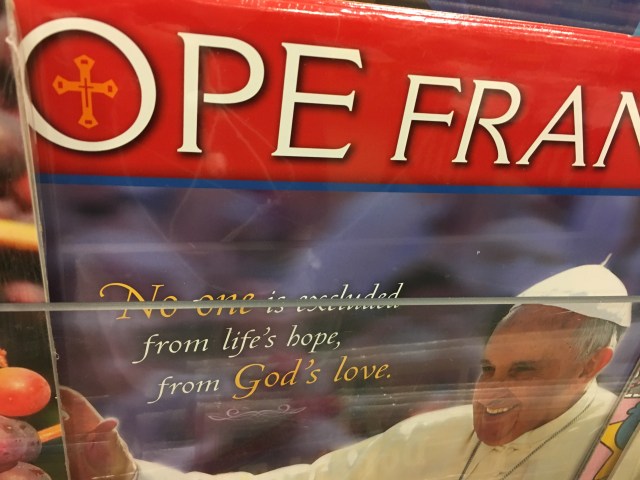 OPE FRAN
No one is excluded
from life's hope,
from God's love.